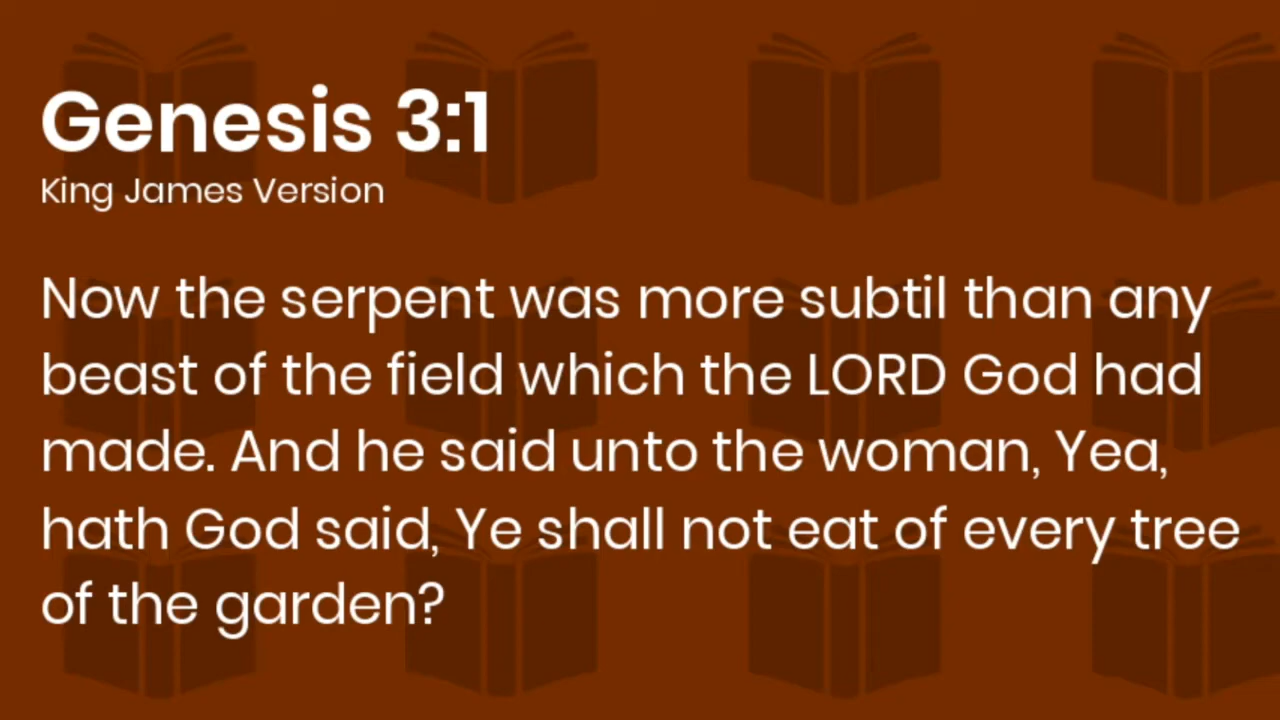 Genesis 3:1
King James Version
Now the serpent was more subtil than any
beast of the field which the LORD God had
made. And he said unto the woman, Yea,
hath God said, Ye shall not eat of every tree
of the garden?